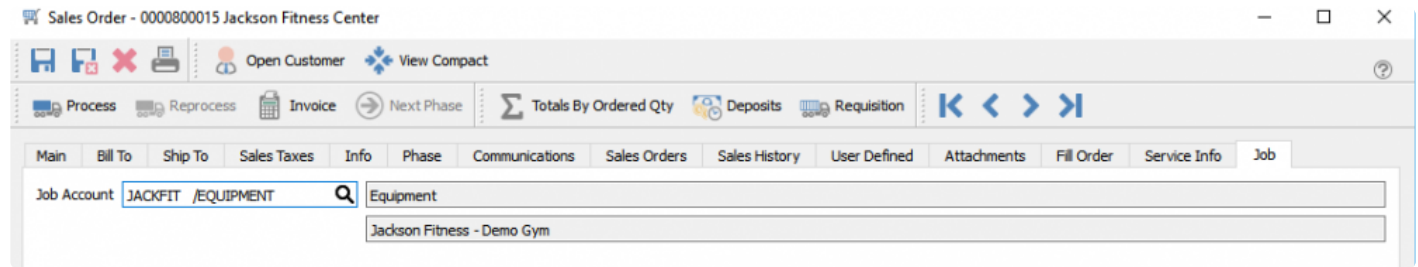 Sales Order - 0000800015 Jackson Fitness Center
Open Customer View Compact
Process Reprocess Invoice Next Phase Totals By Ordered Qty Deposits Requisition
Main Bill To Ship To Sales Taxes Info Phase Communications Sales Orders Sales History User Defined Attachments Fill Order Service Info Job
Job Account JACKFIT /EQUIPMENT Equipment
Jackson Fitness - Demo Gym